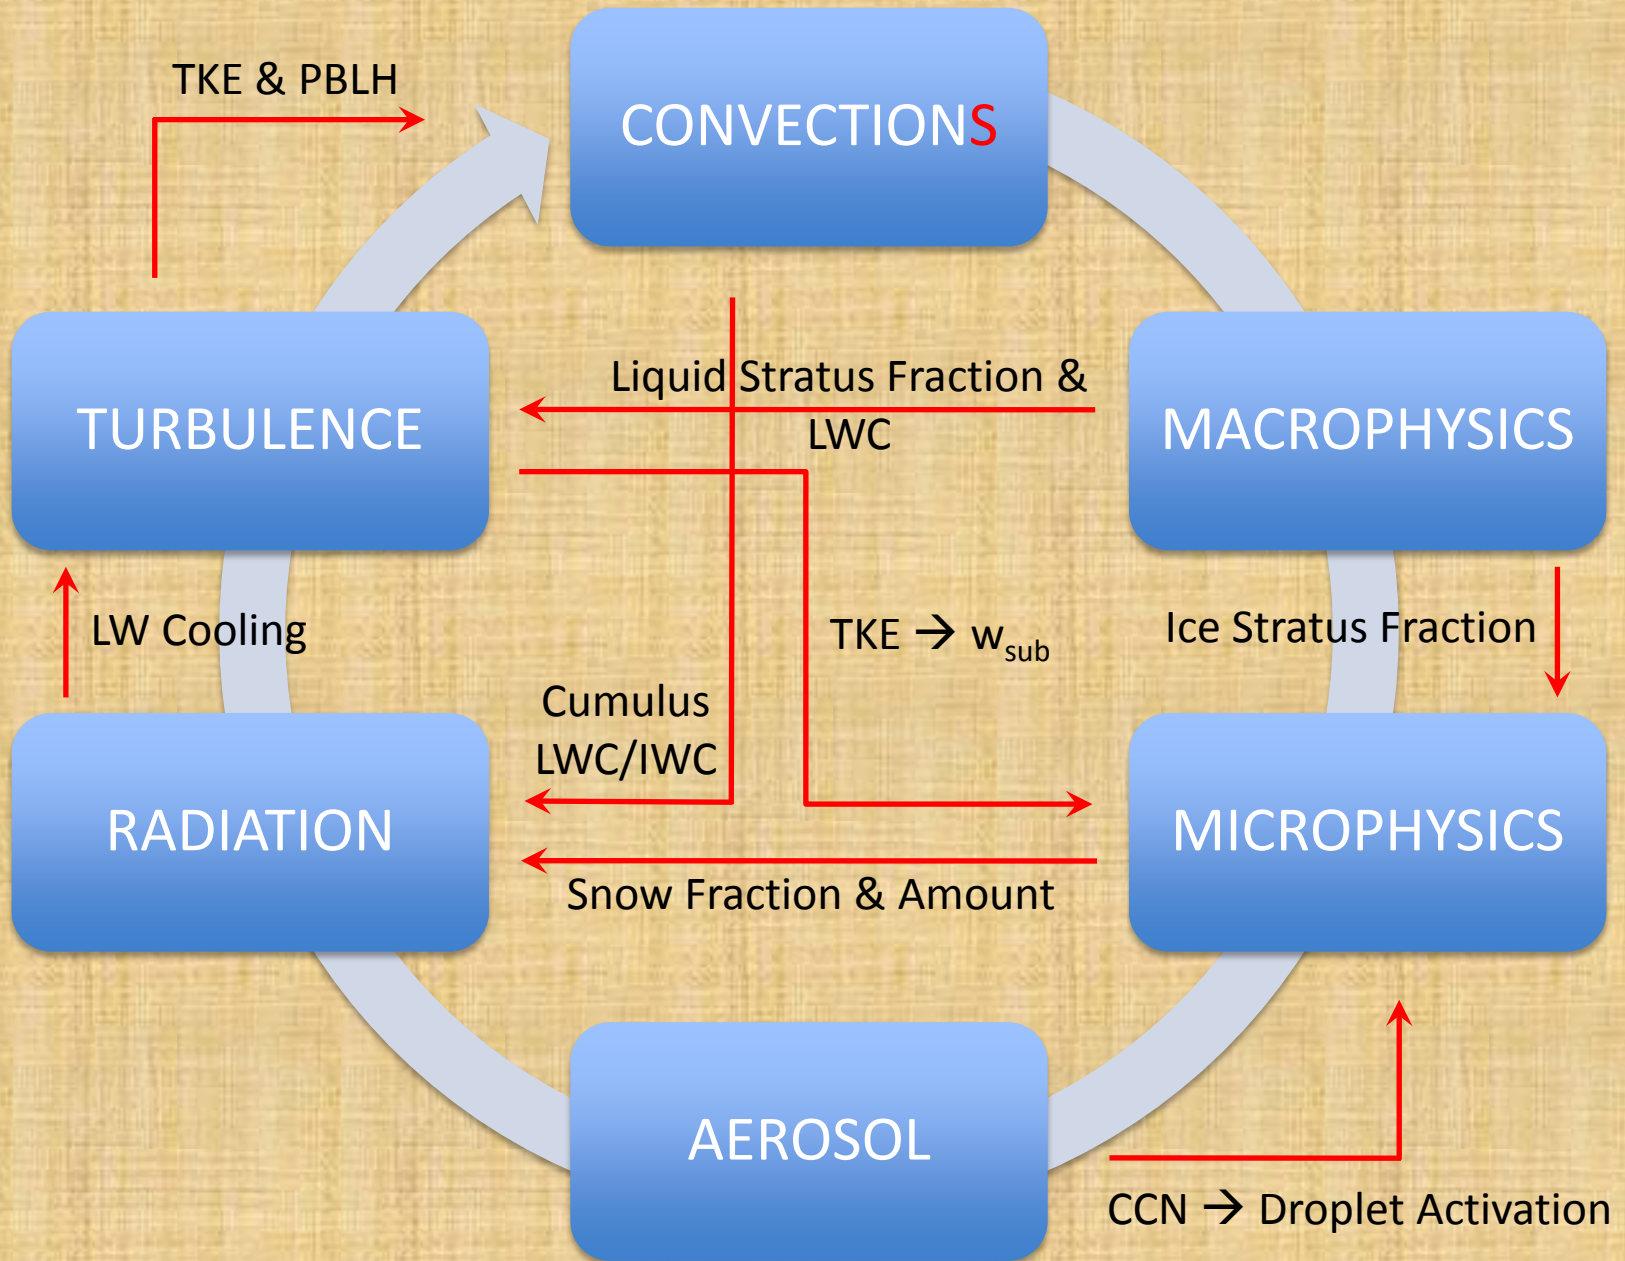 TKE & PBLH
CONVECTIONS
TURBULENCE
Liquid Stratus Fraction &
LWC
MACROPHYSICS
LW Cooling
TKE → w_sub
Ice Stratus Fraction
Cumulus
LWC/IWC
RADIATION
MICROPHYSICS
Snow Fraction & Amount
AEROSOL
CCN → Droplet Activation